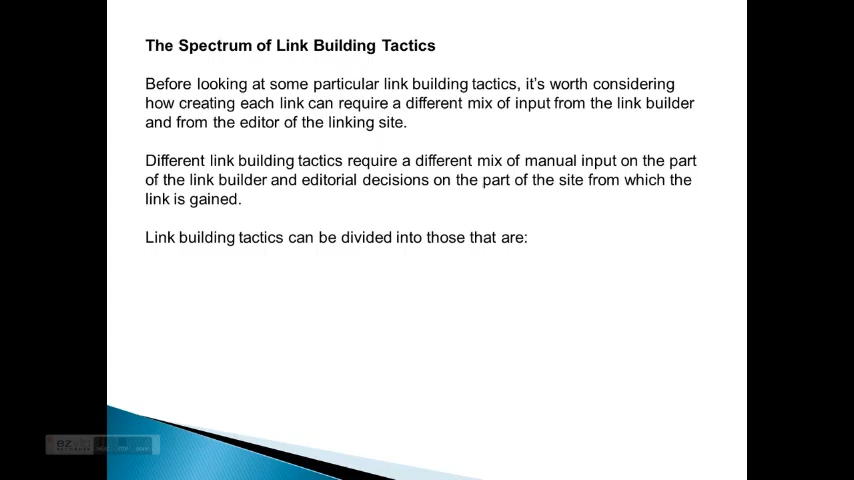 The Spectrum of Link Building Tactics
Before looking at some particular link building tactics, it's worth considering
how creating each link can require a different mix of input from the link builder
and from the editor of the linking site.
Different link building tactics require a different mix of manual input on the part
of the link builder and editorial decisions on the part of the site from which the
link is gained.
Link building tactics can be divided into those that are: